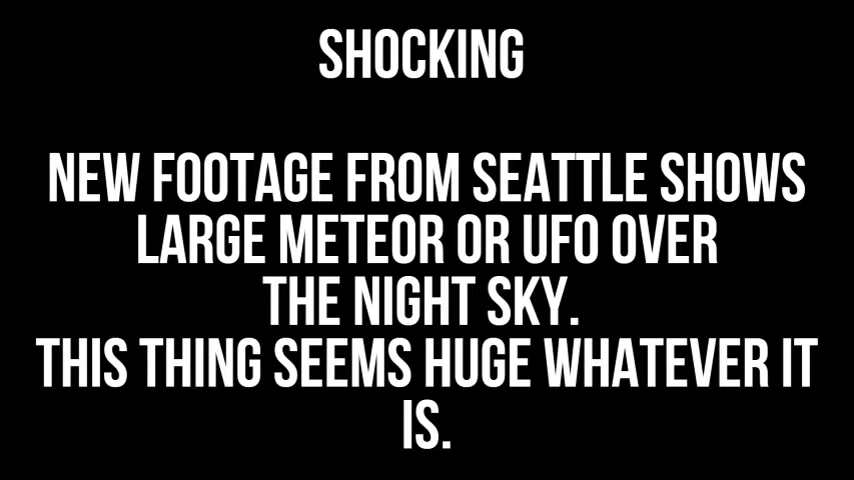 SHOCKING
NEW FOOTAGE FROM SEATTLE SHOWS
LARGE METEOR OR UFO OVER
THE NIGHT SKY.
THIS THING SEEMS HUGE WHATEVER IT
IS.